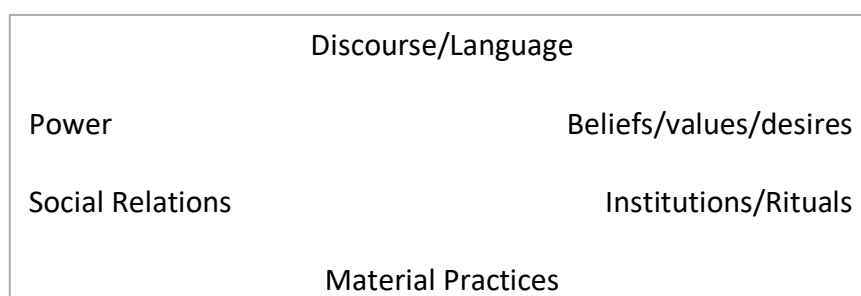 Discourse/Language
Power Beliefs/values/desires
Social Relations Institutions/Rituals
Material Practices